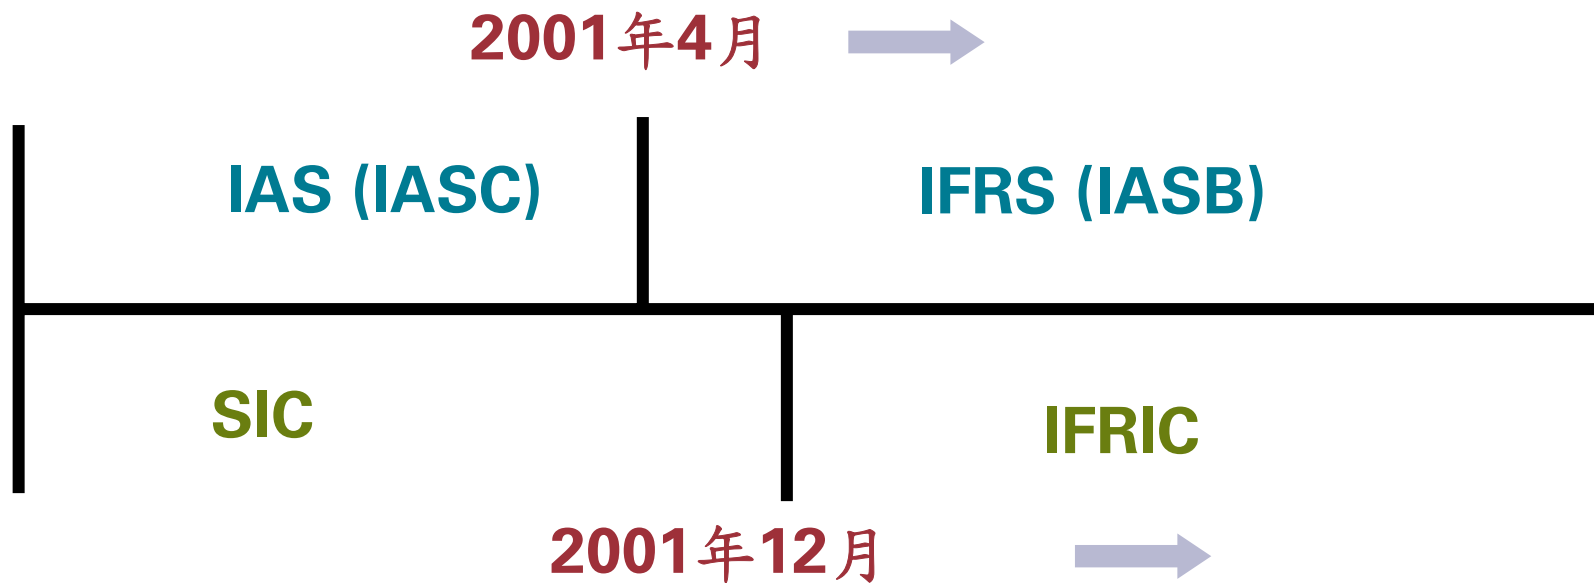 2001年4月
IAS (IASC)
IFRS (IASB)
SIC
IFRIC
2001年12月